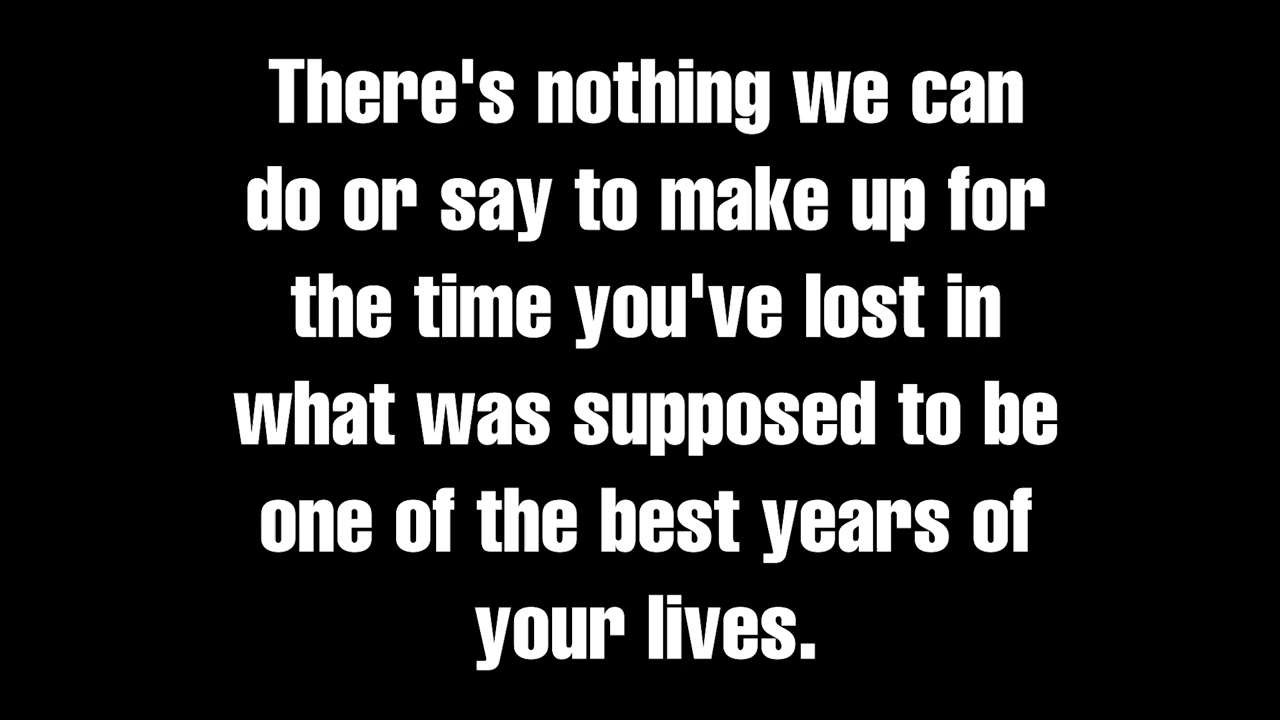 There's nothing we can
do or say to make up for
the time you've lost in
what was supposed to be
one of the best years of
your lives.